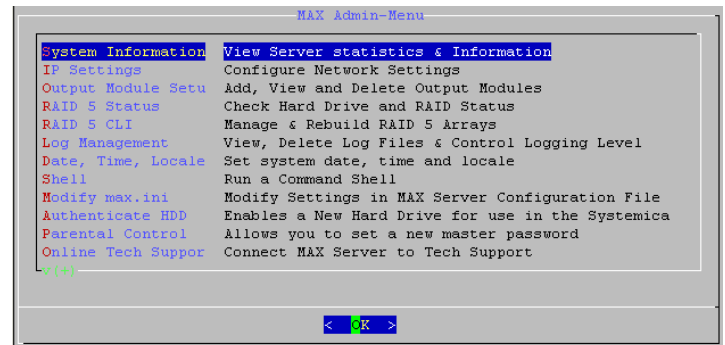 MAX Admin-Menu
System Information View Server statistics & Information
IP Settings Configure Network Settings
Output Module Setu Add, View and Delete Output Modules
RAID 5 Status Check Hard Drive and RAID Status
RAID 5 CLI Manage & Rebuild RAID 5 Arrays
Log Management View, Delete Log Files & Control Logging Level
Date, Time, Locale Set system date, time and locale
Shell Run a Command Shell
Modify max.ini Modify Settings in MAX Server Configuration File
Authenticate HDD Enables a New Hard Drive for use in the Systemica
Parental Control Allows you to set a new master password
Online Tech Suppor Connect MAX Server to Tech Support
v(+)
< OK >